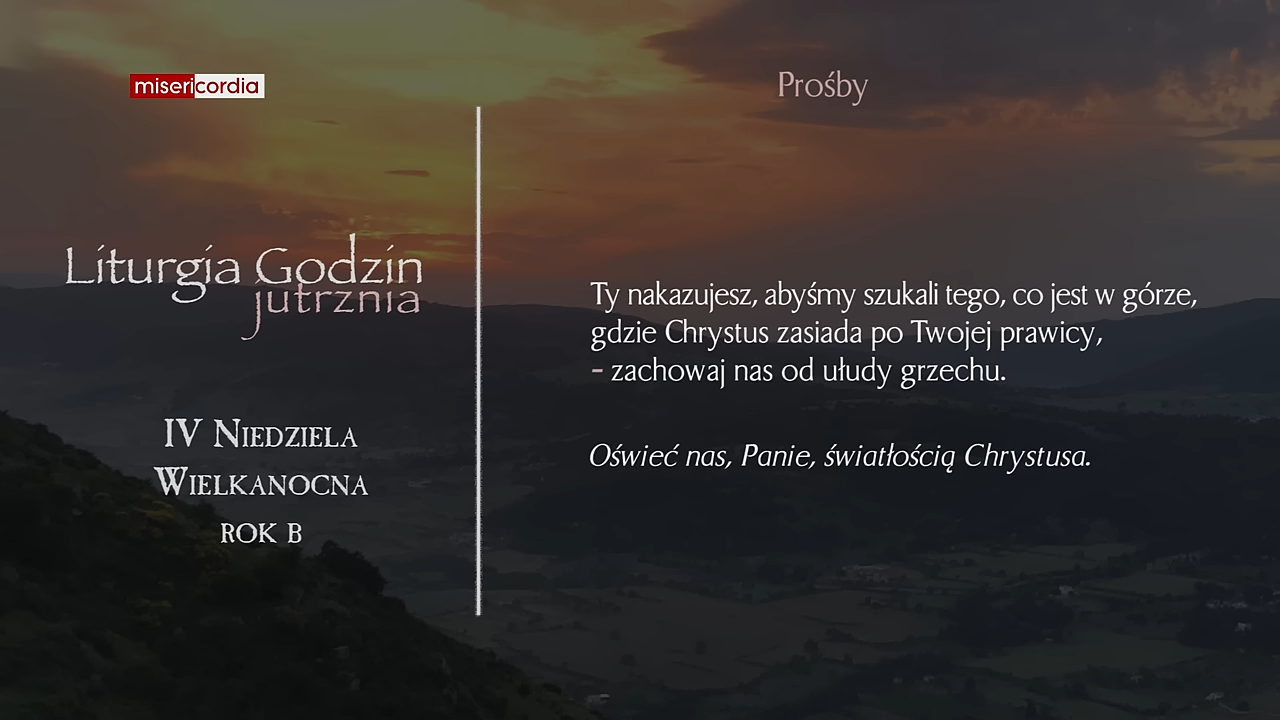 misericordia
Liturgia Godzin
jutrznia
IV Niedziela
Wielkanocna
rok B
Prośby
Ty nakazujesz, abyśmy szukali tego, co jest w górze,
gdzie Chrystus zasiada po Twojej prawicy,
- zachowaj nas od ułudy grzechu.
Oświeć nas, Panie, światłością Chrystusa.